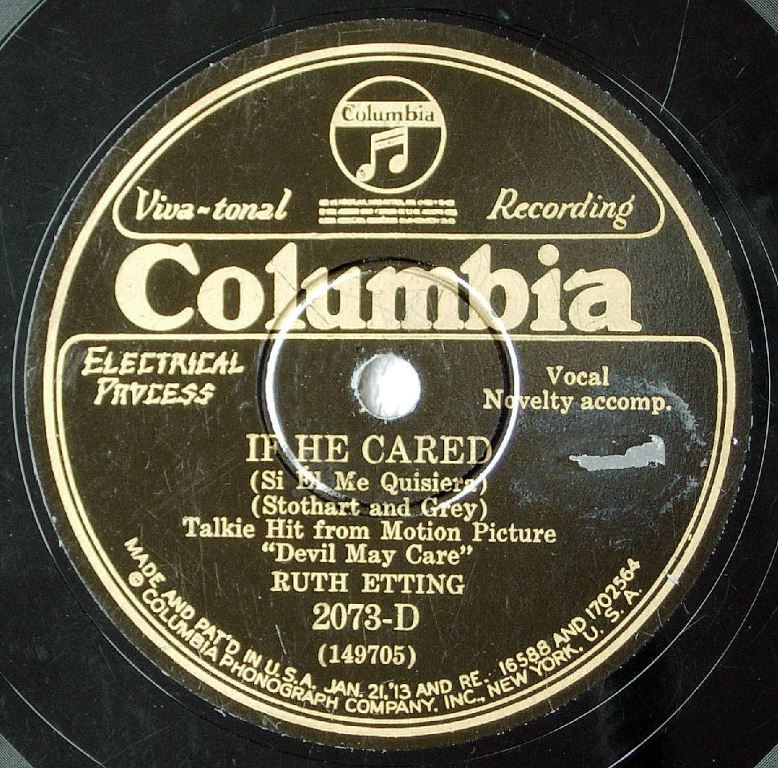 Columbia
Viva-tonal Recording
Columbia
ELECTRICAL
PROCESS
Vocal
Novelty accomp.
IF HE CARED
(Si El Me Quisiera)
(Stothart and Grey)
Talkie Hit from Motion Picture
“Devil May Care”
RUTH ETTING
2073-D
(149705)
MADE AND PAT'D IN U.S.A. JAN. 21, '13 AND RE. 16588 AND 1702564
COLUMBIA PHONOGRAPH COMPANY, INC., NEW YORK, U. S. A.